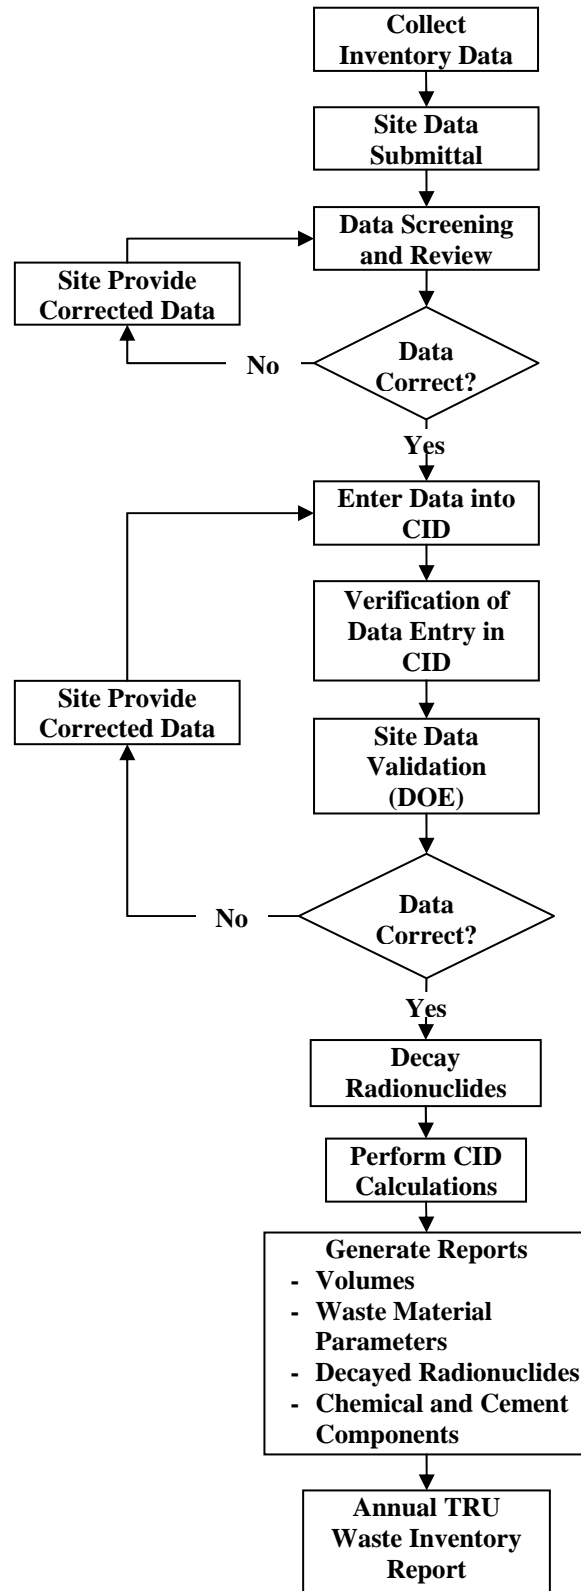 Collect
Inventory Data
Site Data
Submittal
Data Screening
and Review
Site Provide
Corrected Data
Data
Correct?
No
Yes
Enter Data into
CID
Verification of
Data Entry in
CID
Site Provide
Corrected Data
Site Data
Validation
(DOE)
Data
Correct?
No
Yes
Decay
Radionuclides
Perform CID
Calculations
Generate Reports
- Volumes
- Waste Material
Parameters
- Decayed Radionuclides
- Chemical and Cement
Components
Annual TRU
Waste Inventory
Report